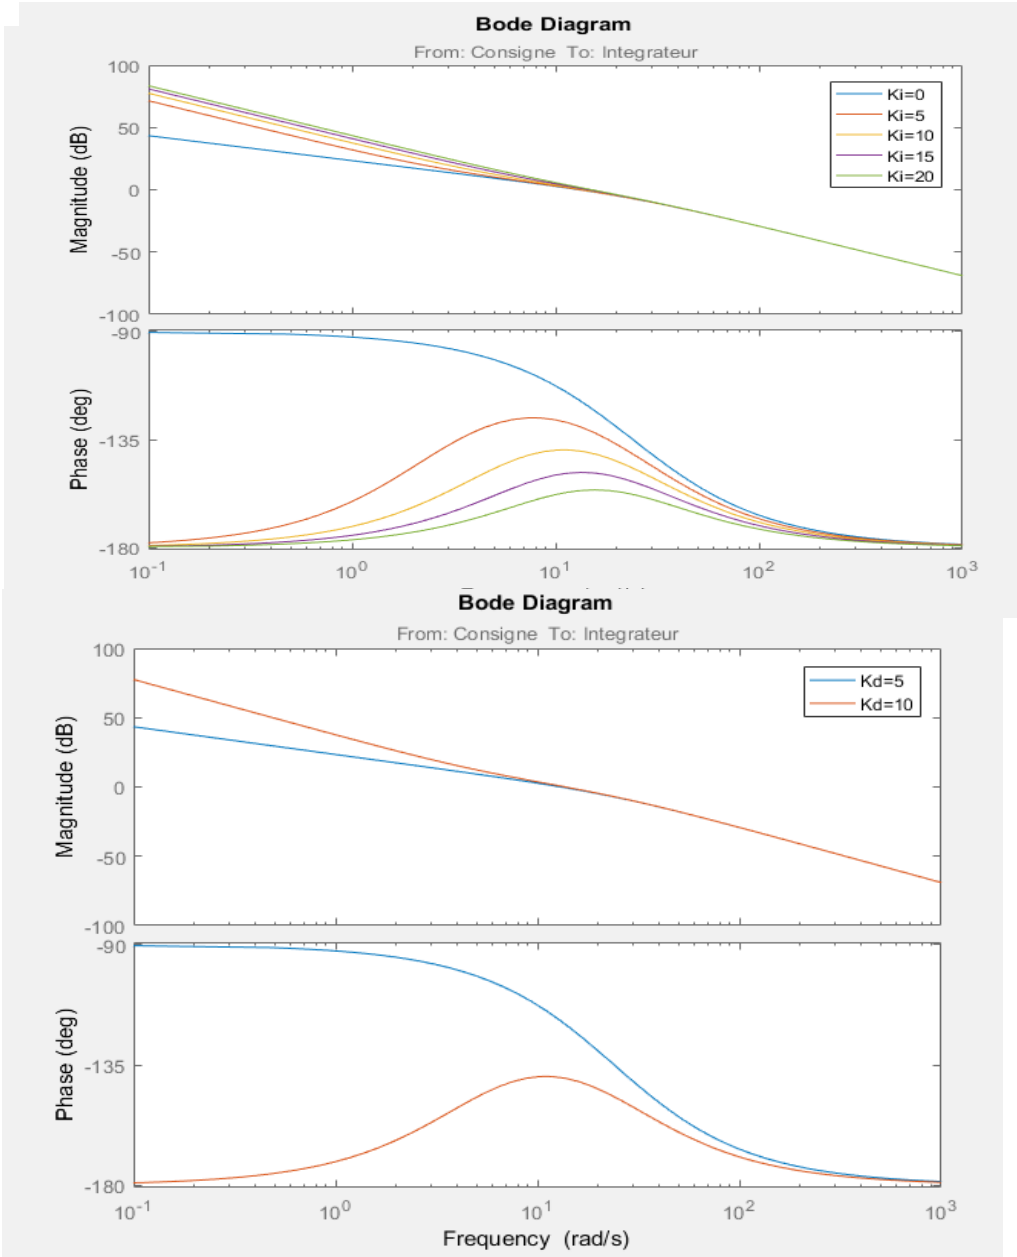 Bode Diagram
From: Consigne To: Integrateur
Magnitude (dB)
100
50
0
-50
-100
Ki=0
Ki=5
Ki=10
Ki=15
Ki=20
Phase (deg)
-90
-135
-180
10-1
100
101
102
103
Bode Diagram
From: Consigne To: Integrateur
Magnitude (dB)
100
50
0
-50
-100
Kd=5
Kd=10
Phase (deg)
-90
-135
-180
10-1
100
101
102
103
Frequency (rad/s)